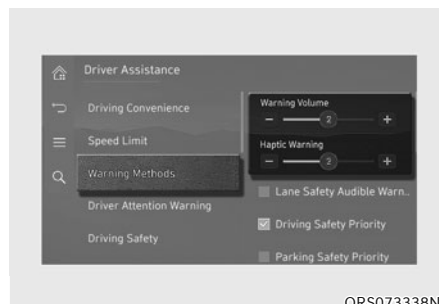 Driver Assistance
Driving Convenience
Speed Limit
Warning Methods
Driver Attention Warning
Driving Safety
Warning Volume
- 2 +
Haptic Warning
- 2 +
Lane Safety Audible Warn..
Driving Safety Priority
Parking Safety Priority
ORS073338N